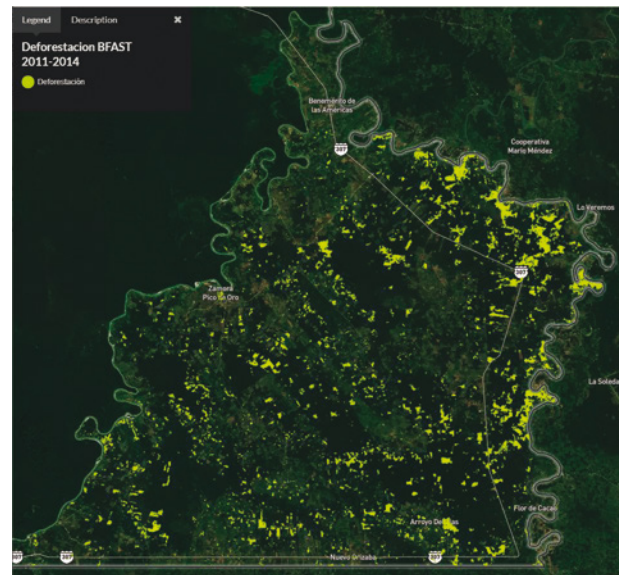 Legend Description ✖
Deforestacion BFAST
2011-2014
Deforestación
Benemérito de
las Américas
307
Cooperativa
Mario Méndez
Lo Veremos
307
Zamora
Pico de Oro
La Soleda
Flor de Cacao
Nuevo Orizaba
307
307
307